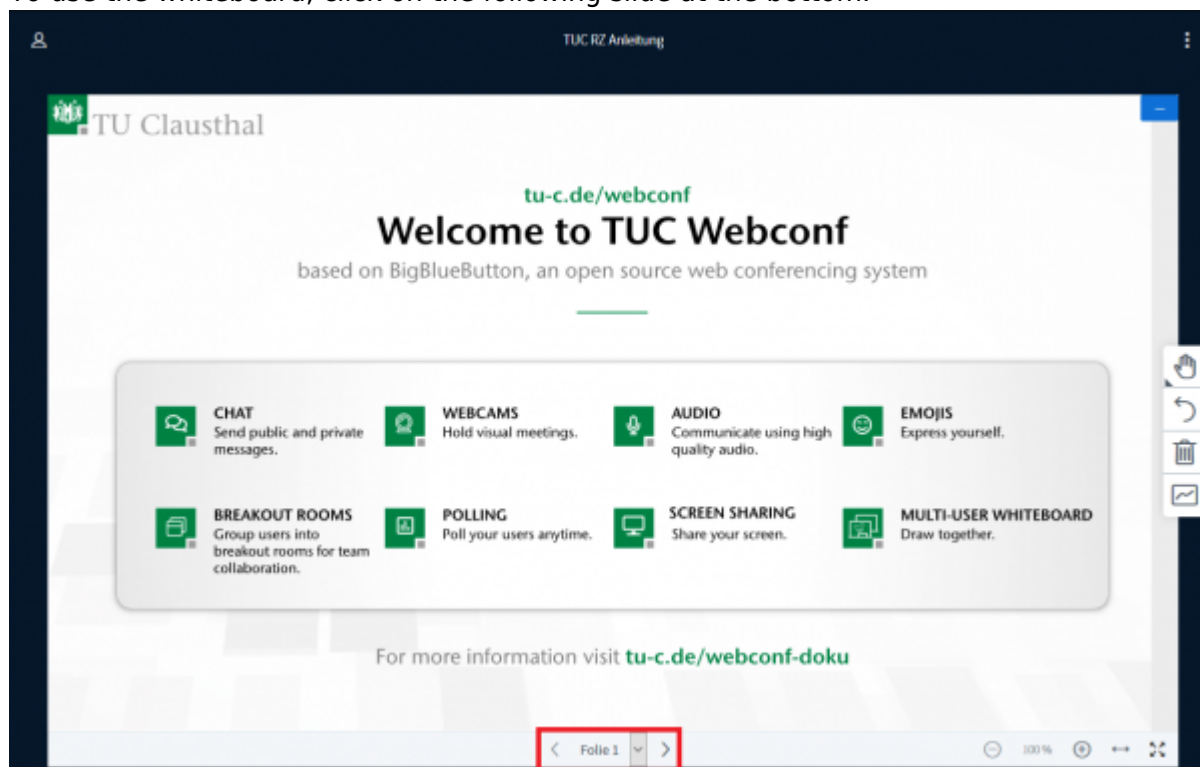 To use the whiteboard, click on the following slide at the bottom.
TUC RZ Anleitung
TU Clausthal
tu-c.de/webconf
Welcome to TUC Webconf
based on BigBlueButton, an open source web conferencing system
CHAT
Send public and private
messages.
WEBCAMS
Hold visual meetings.
AUDIO
Communicate using high
quality audio.
EMOJIS
Express yourself.
BREAKOUT ROOMS
Group users into
breakout rooms for team
collaboration.
POLLING
Poll your users anytime.
SCREEN SHARING
Share your screen.
MULTI-USER WHITEBOARD
Draw together.
For more information visit tu-c.de/webconf-doku
Folie 1
100 %